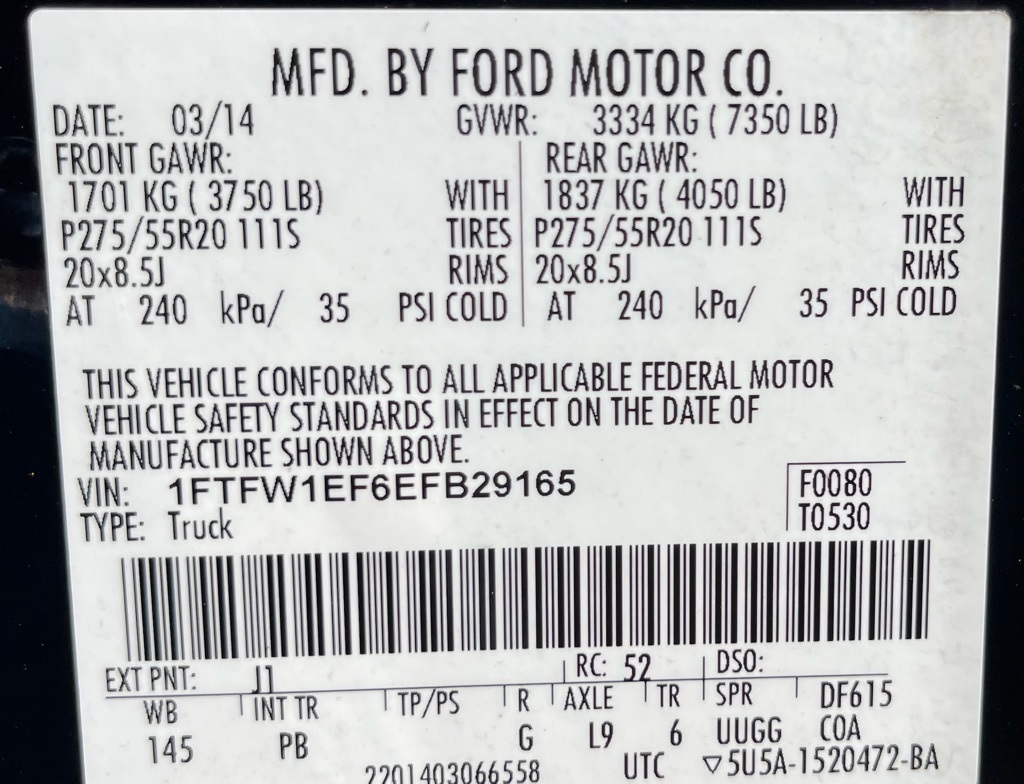 MFD. BY FORD MOTOR CO.
DATE: 03/14 GVWR: 3334 KG ( 7350 LB)
FRONT GAWR: REAR GAWR:
1701 KG ( 3750 LB) WITH 1837 KG ( 4050 LB) WITH
P275/55R20 111S TIRES P275/55R20 111S TIRES
20x8.5J RIMS 20x8.5J RIMS
AT 240 kPa/ 35 PSI COLD AT 240 kPa/ 35 PSI COLD
THIS VEHICLE CONFORMS TO ALL APPLICABLE FEDERAL MOTOR
VEHICLE SAFETY STANDARDS IN EFFECT ON THE DATE OF
MANUFACTURE SHOWN ABOVE.
VIN: 1FTFW1EF6EFB29165 F0080
TYPE: Truck T0530
EXT PNT: J1 RC: 52 DSO:
WB INT TR TP/PS R AXLE TR SPR DF615
145 PB G L9 6 UUGG COA
2201403066558 UTC ▽5U5A-1520472-BA